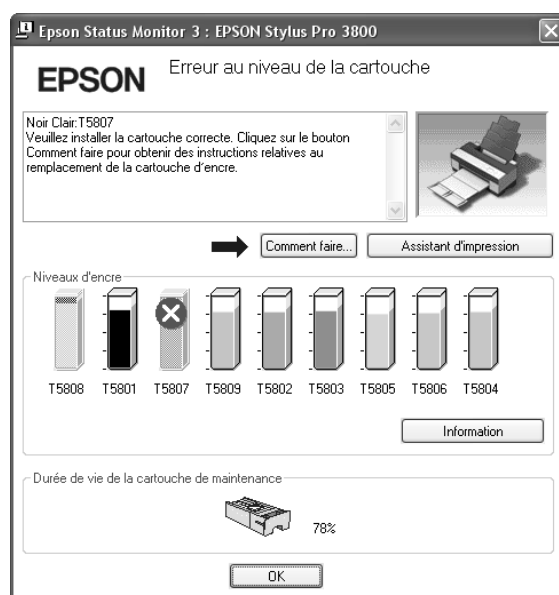 Epson Status Monitor 3 : EPSON Stylus Pro 3800
EPSON
Erreur au niveau de la cartouche
Noir Clair:T5807
Veuillez installer la cartouche correcte. Cliquez sur le bouton
Comment faire pour obtenir des instructions relatives au
remplacement de la cartouche d'encre.
Comment faire...
Assistant d'impression
Niveaux d'encre
T5808 T5801 T5807 T5809 T5802 T5803 T5805 T5806 T5804
Information
Durée de vie de la cartouche de maintenance
78%
OK